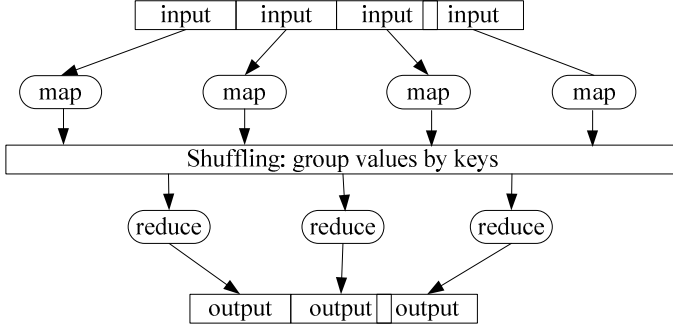 input input input input
map map map map
Shuffling: group values by keys
reduce reduce reduce
output output output